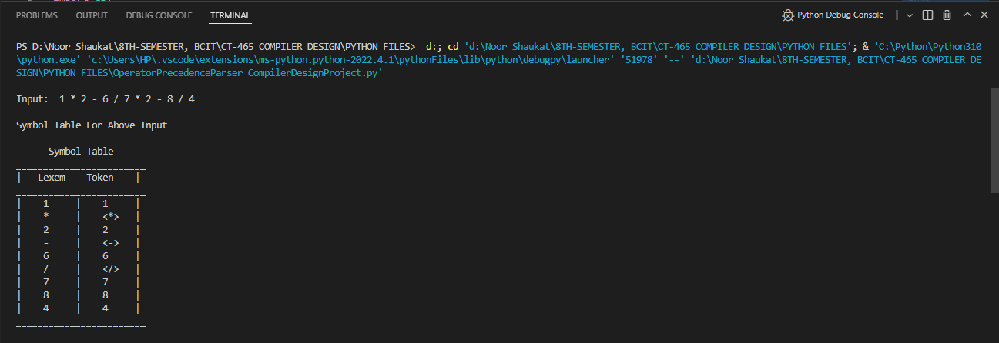 PROBLEMS OUTPUT DEBUG CONSOLE TERMINAL Python Debug Console
PS D:\Noor Shaukat\8TH-SEMESTER, BCIT\CT-465 COMPILER DESIGN\PYTHON FILES>  d:; cd 'd:\Noor Shaukat\8TH-SEMESTER, BCIT\CT-465 COMPILER DESIGN\PYTHON FILES'; & 'C:\Python\Python310
\python.exe' 'c:\Users\HP\.vscode\extensions\ms-python.python-2022.4.1\pythonFiles\lib\python\debugpy\launcher' '51978' '--' 'd:\Noor Shaukat\8TH-SEMESTER, BCIT\CT-465 COMPILER DE
SIGN\PYTHON FILES\OperatorPrecedenceParser_CompilerDesignProject.py'
Input:  1 * 2 - 6 / 7 * 2 - 8 / 4
Symbol Table For Above Input
------Symbol Table------
________________________
|   Lexem    Token    |
________________________
|    1     |    1     |
|    *     |    <*>   |
|    2     |    2     |
|    -     |    <->   |
|    6     |    6     |
|    /     |    </>   |
|    7     |    7     |
|    8     |    8     |
|    4     |    4     |
________________________